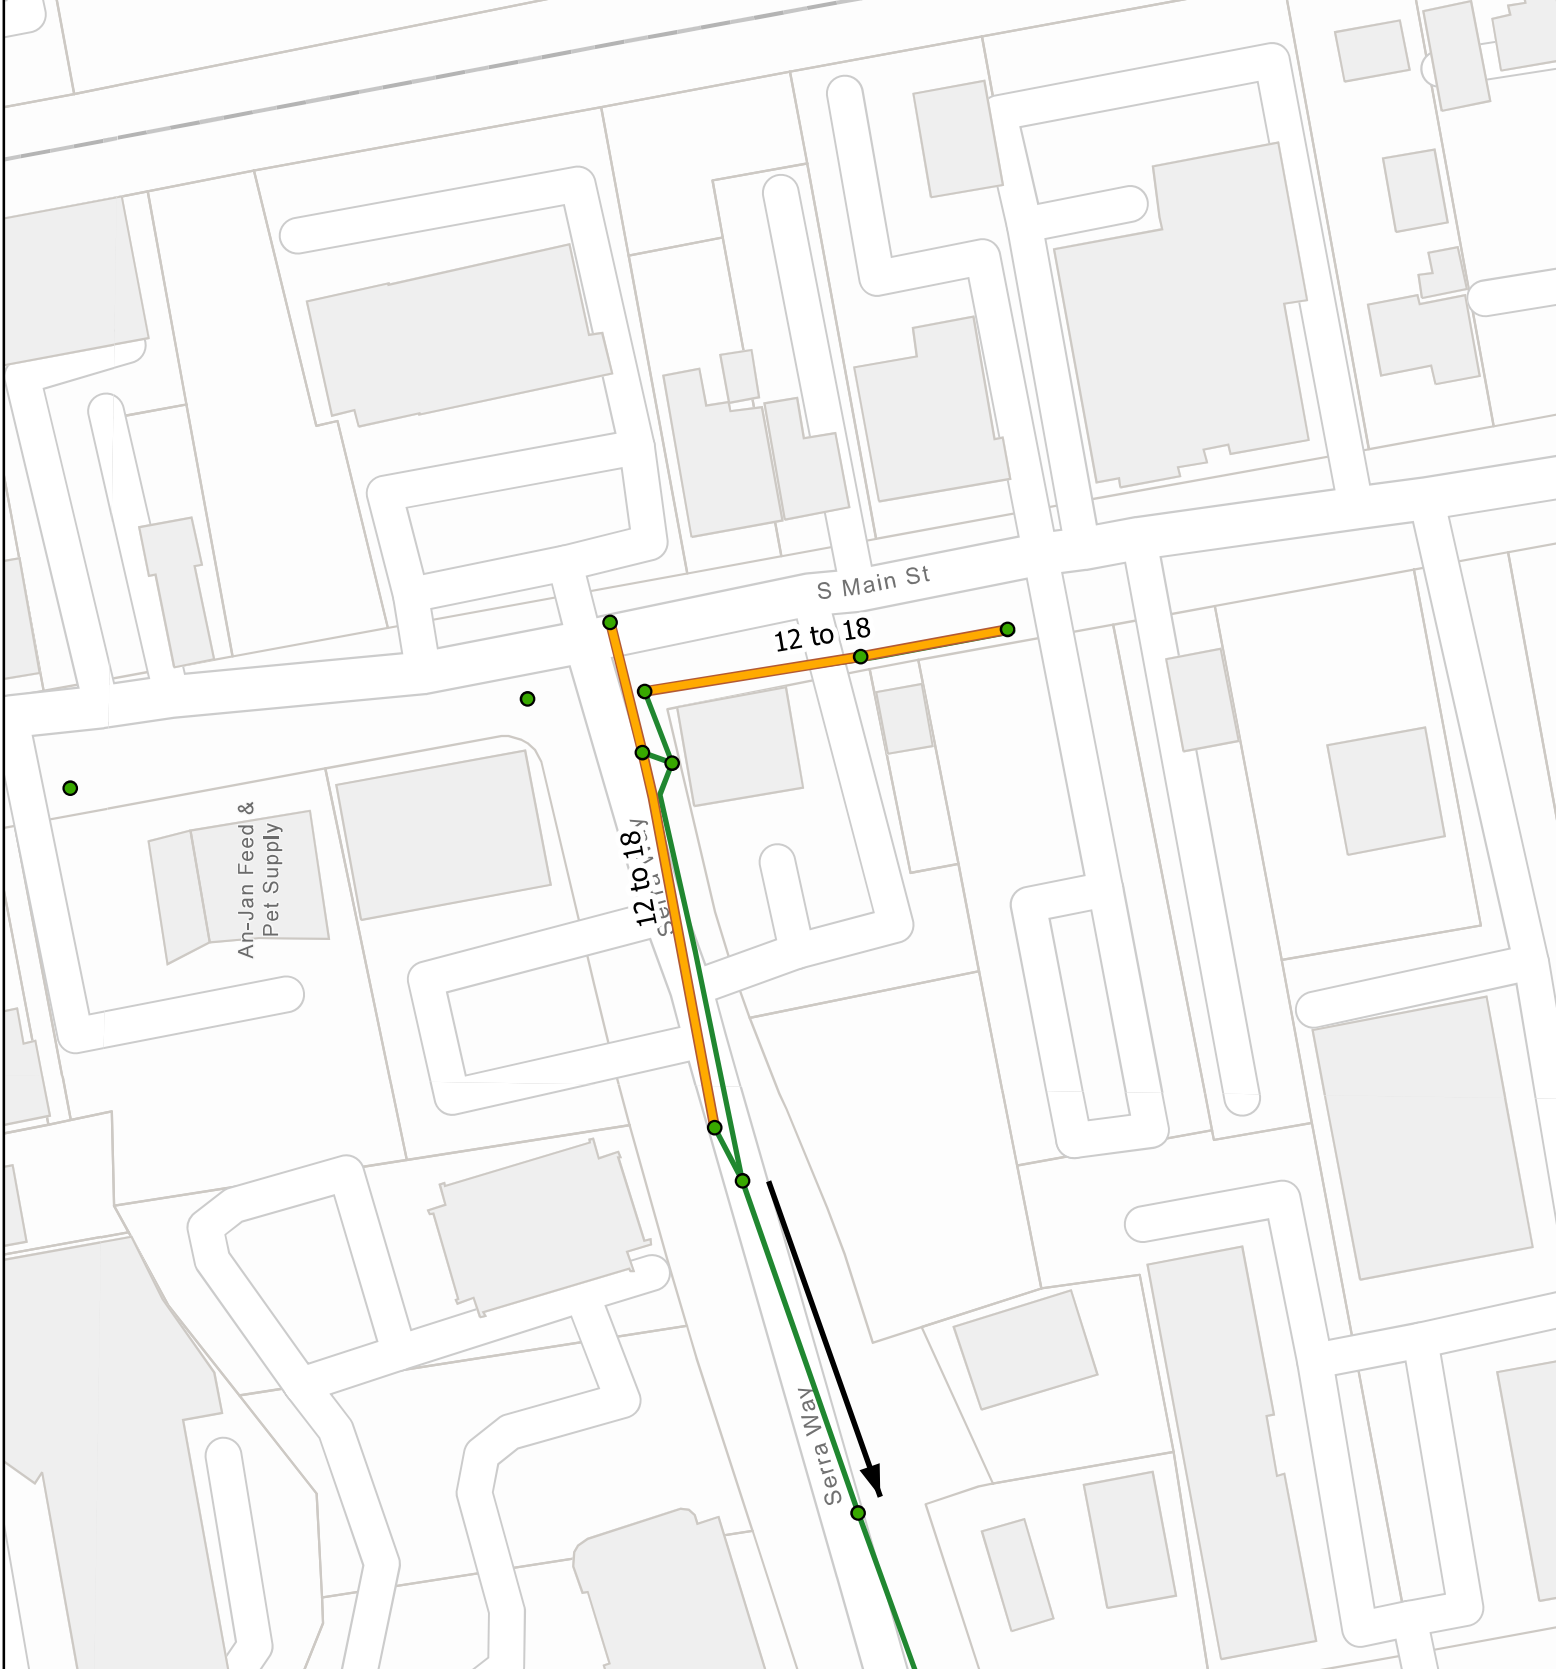 S Main St
12 to 18
12 to 18
An-Jan Feed &
Pet Supply
Serra Way